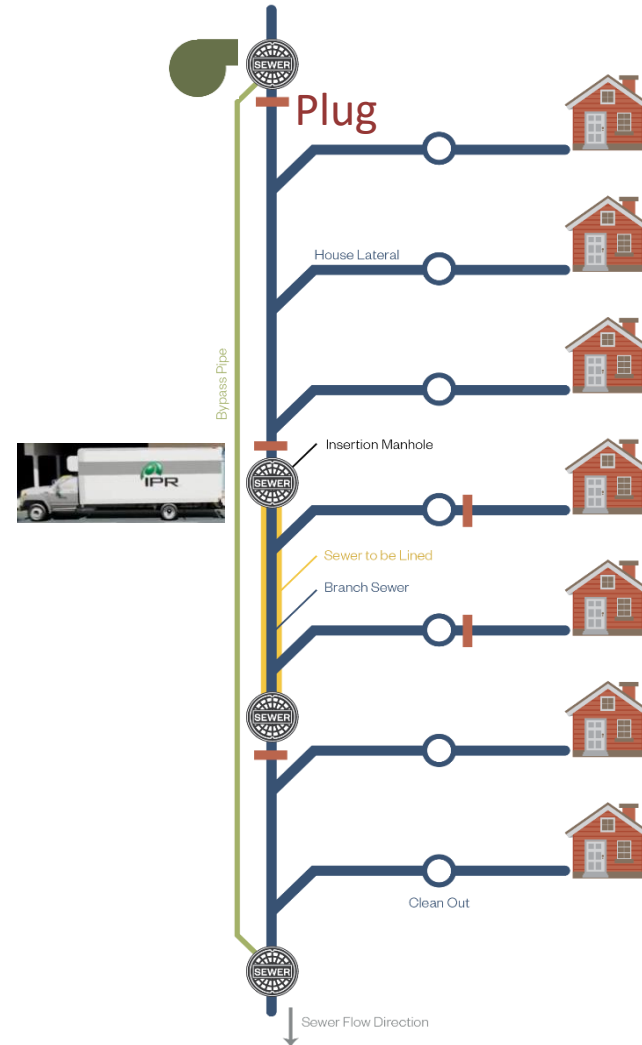 SEWER
Plug
House Lateral
Bypass Pipe
Insertion Manhole
SEWER
IPR
Sewer to be Lined
Branch Sewer
SEWER
Clean Out
SEWER
Sewer Flow Direction